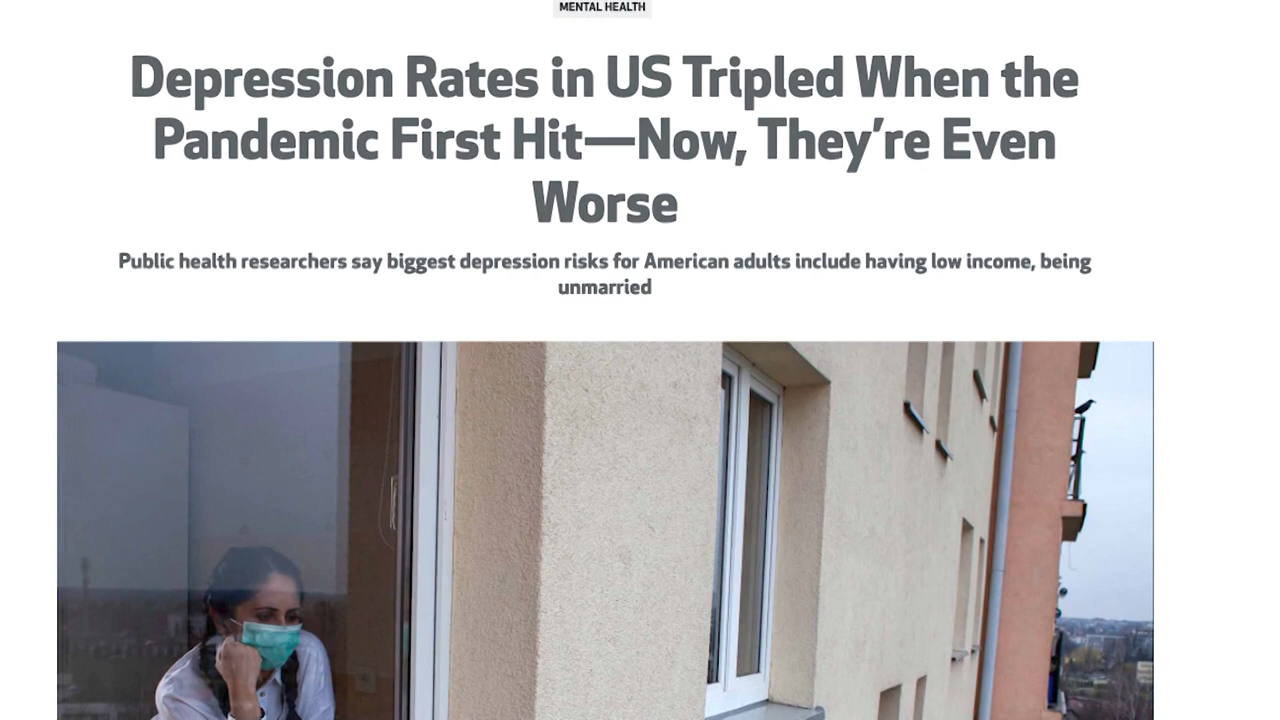 MENTAL HEALTH
Depression Rates in US Tripled When the
Pandemic First Hit—Now, They’re Even
Worse
Public health researchers say biggest depression risks for American adults include having low income, being
unmarried